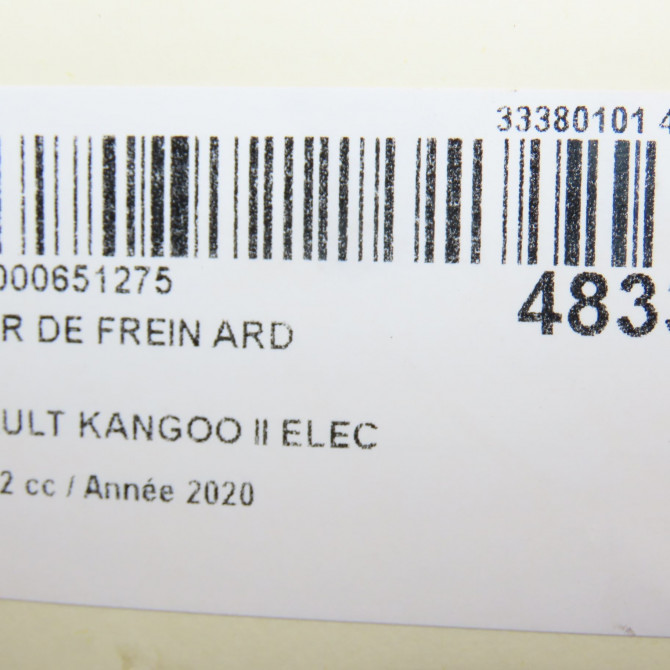 33380101 4
000651275
483
R DE FREIN ARD
ULT KANGOO II ELEC
2 cc / Année 2020